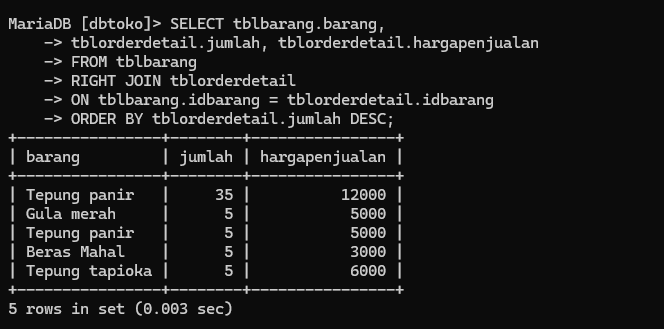 MariaDB [dbtoko]> SELECT tblbarang.barang,
    -> tblorderdetail.jumlah, tblorderdetail.hargapenjualan
    -> FROM tblbarang
    -> RIGHT JOIN tblorderdetail
    -> ON tblbarang.idbarang = tblorderdetail.idbarang
    -> ORDER BY tblorderdetail.jumlah DESC;
+----------------+--------+----------------+
| barang         | jumlah | hargapenjualan |
+----------------+--------+----------------+
| Tepung panir   |     35 |          12000 |
| Gula merah     |      5 |           5000 |
| Tepung panir   |      5 |           5000 |
| Beras Mahal    |      5 |           3000 |
| Tepung tapioka |      5 |           6000 |
+----------------+--------+----------------+
5 rows in set (0.003 sec)